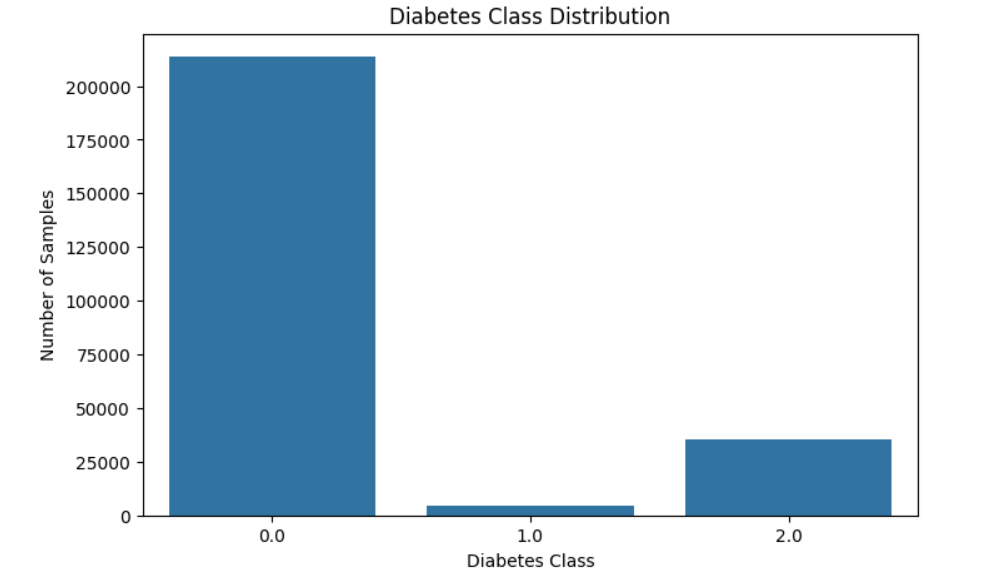 Diabetes Class Distribution
200000
175000
150000
125000
100000
75000
50000
25000
0
Number of Samples
0.0 1.0 2.0
Diabetes Class